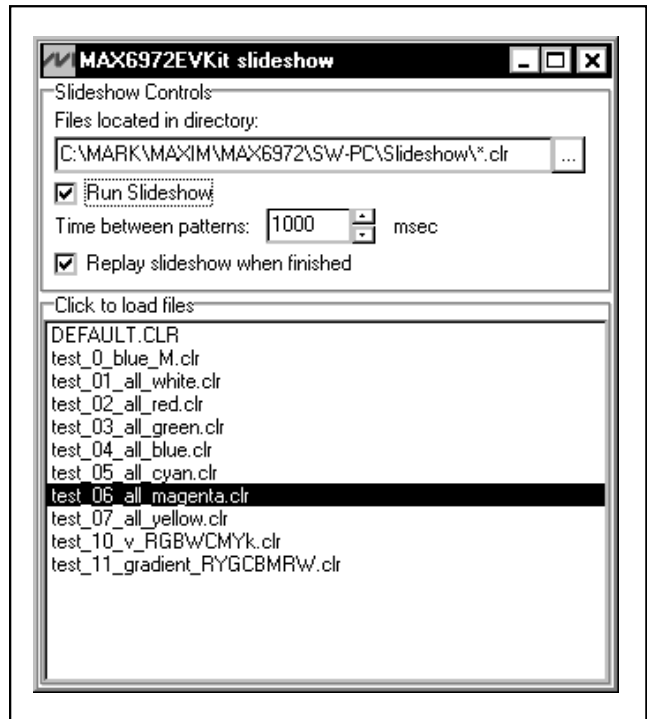 MAX6972EVKit slideshow
Slideshow Controls
Files located in directory:
C:\MARK\MAXIM\MAX6972\SW-PC\Slideshow\*.clr ...
Run Slideshow
Time between patterns: 1000 msec
Replay slideshow when finished
Click to load files
DEFAULT.CLR
test_0_blue_M.clr
test_01_all_white.clr
test_02_all_red.clr
test_03_all_green.clr
test_04_all_blue.clr
test_05_all_cyan.clr
test_06_all_magenta.clr
test_07_all_yellow.clr
test_10_v_RGBWCMYk.clr
test_11_gradient_RYGCBMRW.clr